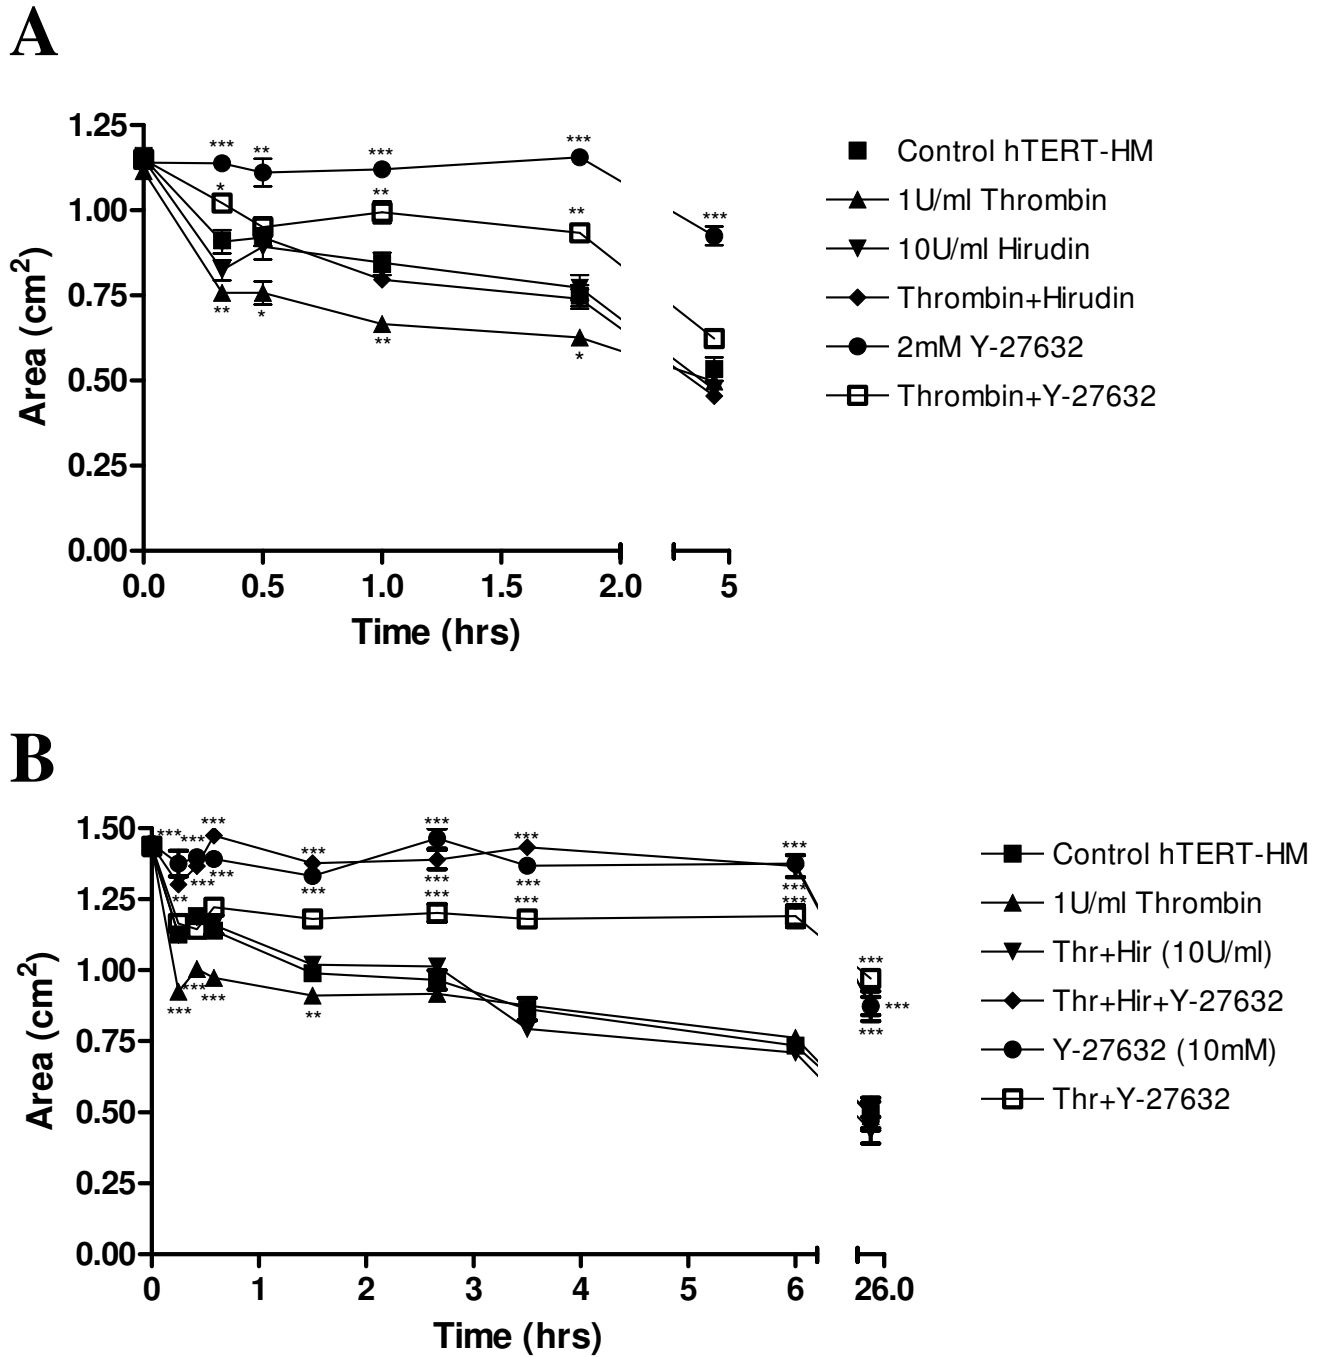 A
*** ** *** ***
1.25
Control hTERT-HM
* ** **
1U/ml Thrombin
1.00
***
10U/ml Hirudin
0.75
Thrombin+Hirudin
** * ** *
2mM Y-27632
0.50
Thrombin+Y-27632
0.25
0.00
Area (cm2)
0.0 0.5 1.0 1.5 2.0 5
Time (hrs)
B
*** *** *** *** *** *** ***
1.50
Control hTERT-HM
** *** *** *** *** *** ***
*** *** ***
1.25
1U/ml Thrombin
1.00
***
Thr+Hir (10U/ml)
*** *** *** **
***
Thr+Hir+Y-27632
***
0.75
Y-27632 (10mM)
0.50
Thr+Y-27632
0.25
0.00
Area (cm2)
0 1 2 3 4 5 6 26.0
Time (hrs)